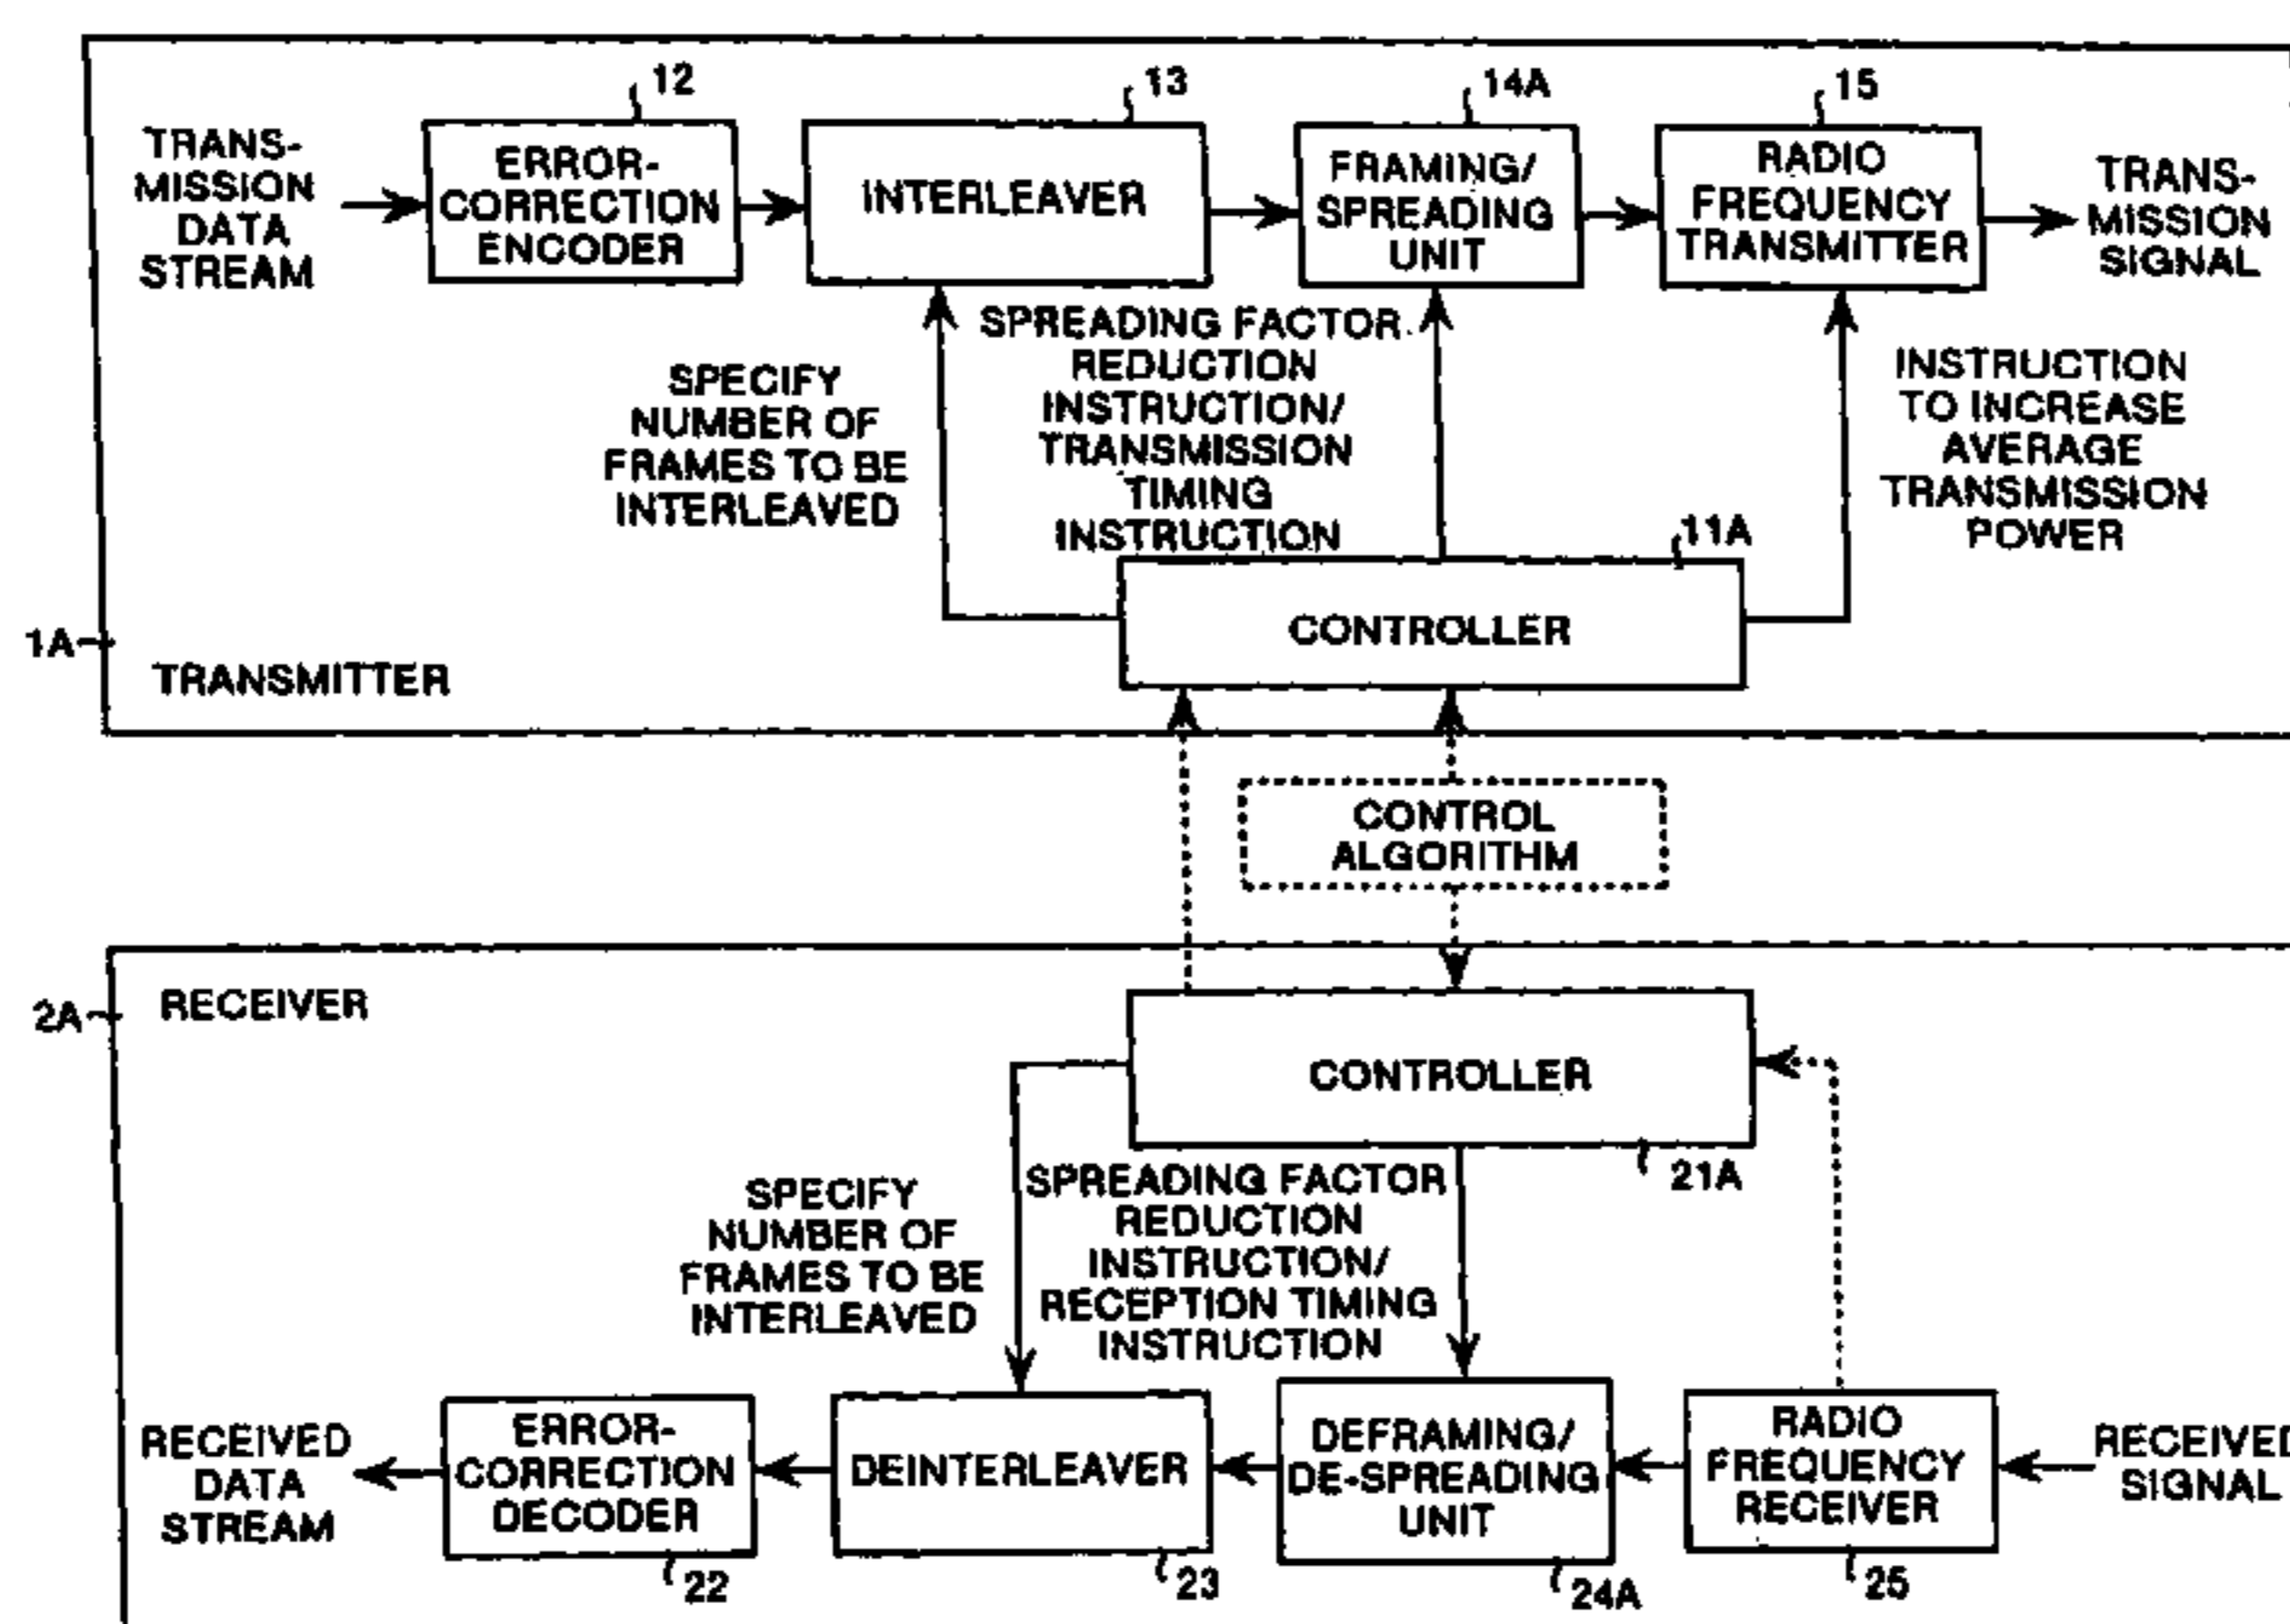 12
13
14A
15
TRANS-
MISSION
DATA
STREAM
ERROR-
CORRECTION
ENCODER
INTERLEAVER
FRAMING/
SPREADING
UNIT
RADIO
FREQUENCY
TRANSMITTER
TRANS-
MISSION
SIGNAL
SPECIFY
NUMBER OF
FRAMES TO BE
INTERLEAVED
SPREADING FACTOR
REDUCTION
INSTRUCTION/
TRANSMISSION
TIMING
INSTRUCTION
INSTRUCTION
TO INCREASE
AVERAGE
TRANSMISSION
POWER
11A
CONTROLLER
1A
TRANSMITTER
CONTROL
ALGORITHM
2A
RECEIVER
CONTROLLER
21A
SPECIFY
NUMBER OF
FRAMES TO BE
INTERLEAVED
SPREADING FACTOR
REDUCTION
INSTRUCTION/
RECEPTION TIMING
INSTRUCTION
RECEIVED
DATA
STREAM
ERROR-
CORRECTION
DECODER
DEINTERLEAVER
DEFRAMING/
DE-SPREADING
UNIT
RADIO
FREQUENCY
RECEIVER
RECEIVED
SIGNAL
22
23
24A
25